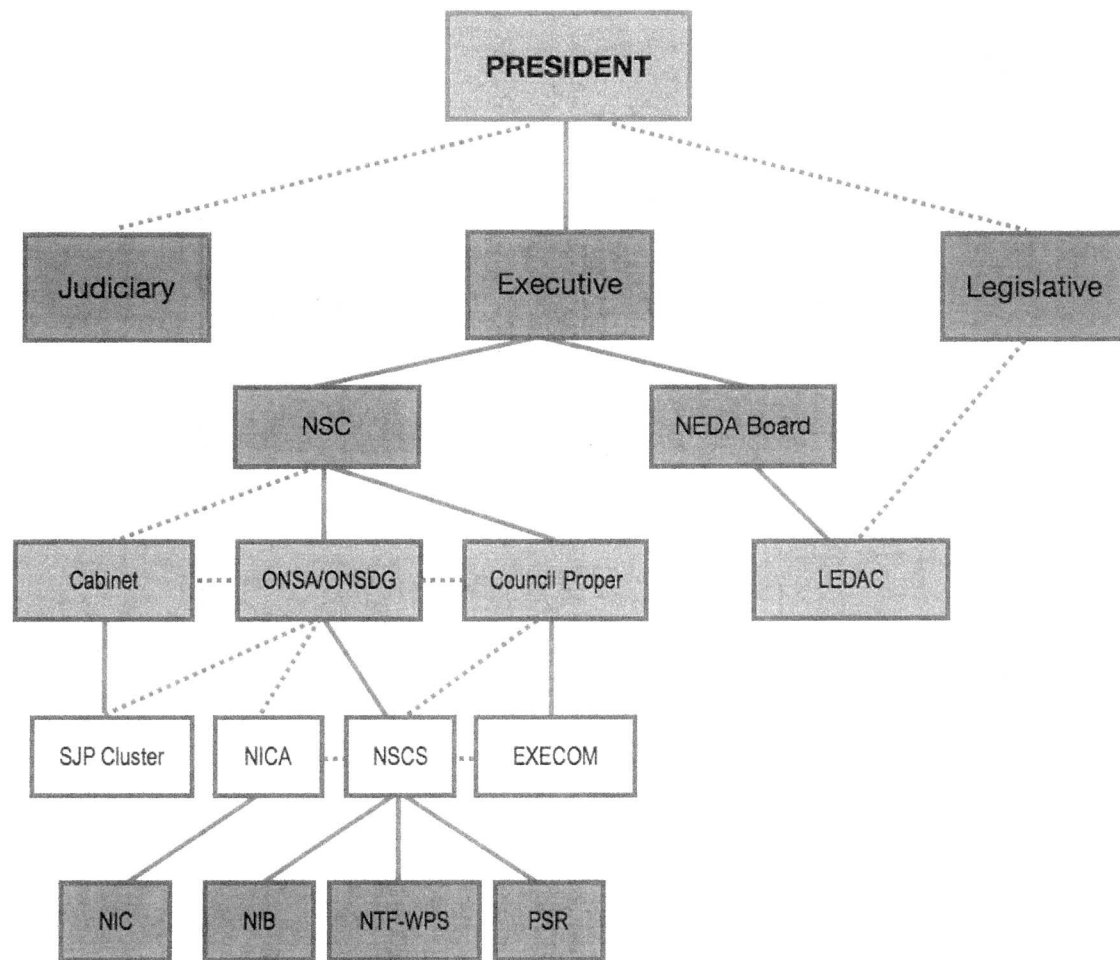 PRESIDENT
Judiciary
Executive
Legislative
NSC
NEDA Board
Cabinet
ONSA/ONSDG
Council Proper
LEDAC
SJP Cluster
NICA
NSCS
EXECOM
NIC
NIB
NTF-WPS
PSR